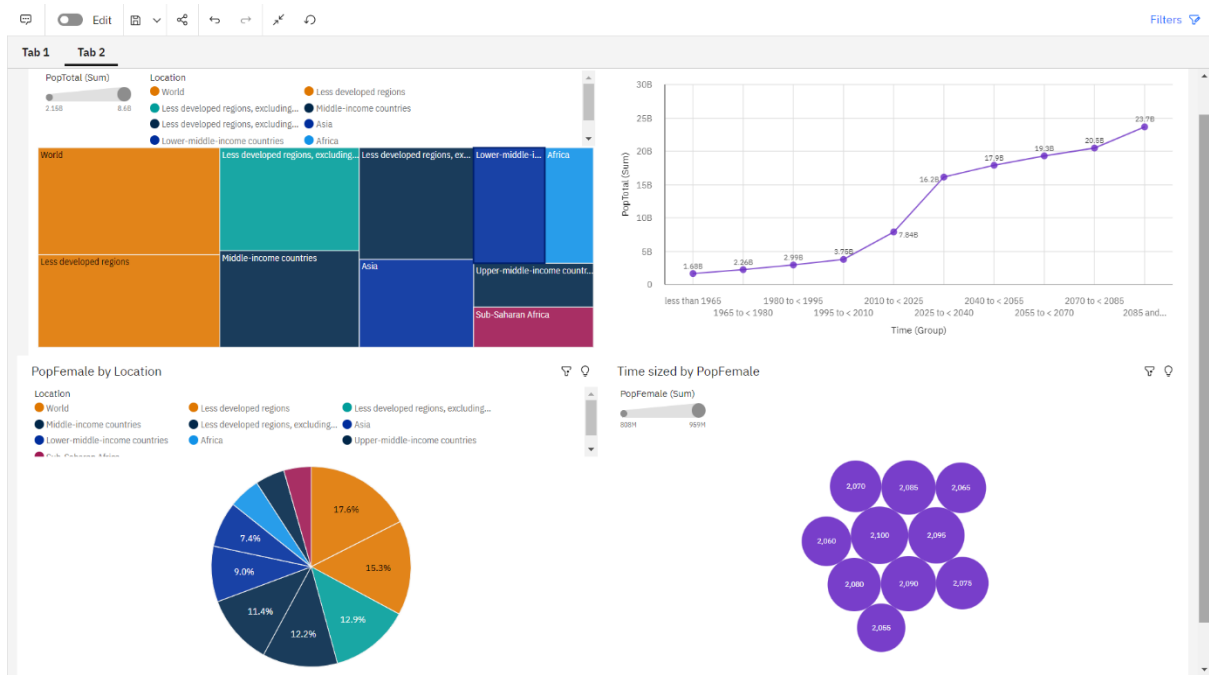 Edit
Filters
Tab 1 Tab 2
PopTotal (Sum)
2.16B 8.6B
Location
World Less developed regions
Less developed regions, excluding... Middle-income countries
Less developed regions, excluding... Asia
Lower-middle-income countries Africa
World
Less developed regions
Less developed regions, excluding...
Middle-income countries
Less developed regions, ex...
Asia
Lower-middle-i...
Africa
Upper-middle-income countr...
Sub-Saharan Africa
PopTotal (Sum)
30B
25B
20B
15B
10B
5B
0
1.68B
2.26B
2.99B
3.75B
7.84B
16.2B
17.9B
19.3B
20.5B
23.7B
less than 1965 1980 to < 1995 2010 to < 2025 2040 to < 2055 2070 to < 2085
1965 to < 1980 1995 to < 2010 2025 to < 2040 2055 to < 2070 2085 and...
Time (Group)
PopFemale by Location
Location
World Less developed regions Less developed regions, excluding...
Middle-income countries Less developed regions, excluding... Asia
Lower-middle-income countries Africa Upper-middle-income countries
Sub-Saharan Africa
17.6%
15.3%
12.9%
12.2%
11.4%
9.0%
7.4%
Time sized by PopFemale
PopFemale (Sum)
808M 969M
2,070 2,085 2,065
2,060 2,100 2,095
2,080 2,090 2,075
2,055